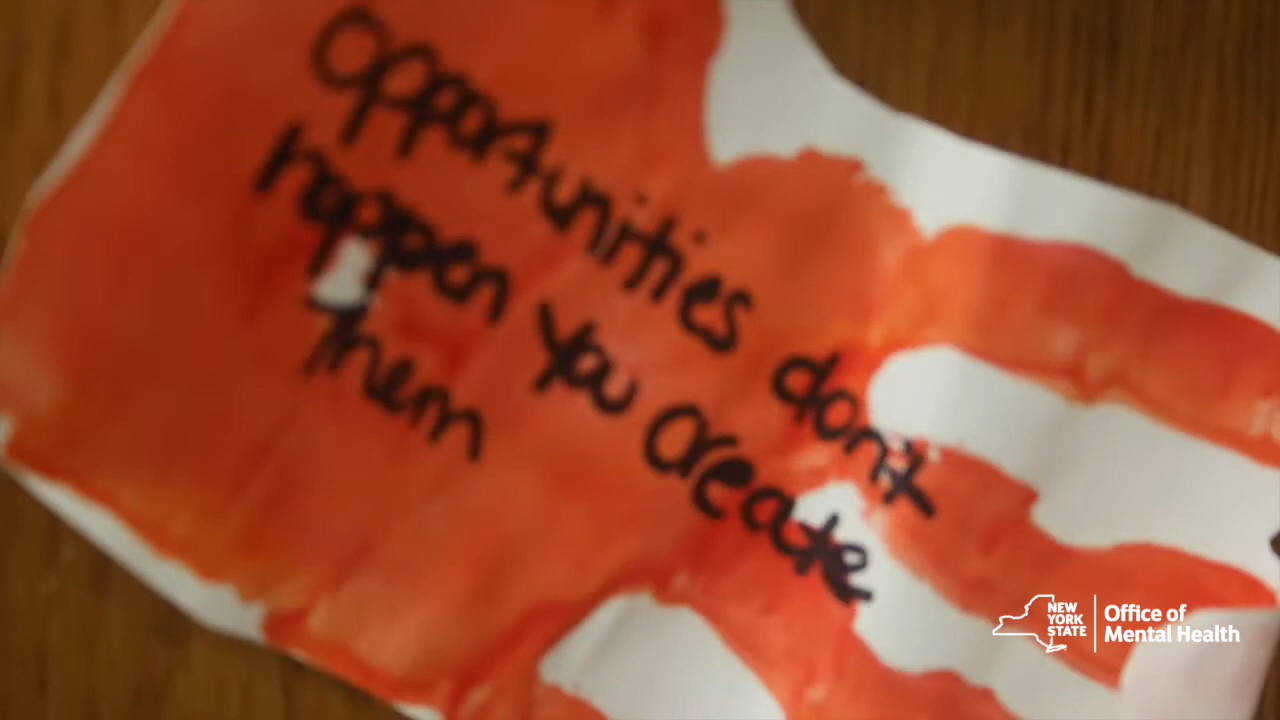 opportunities don't
happen you create
them
NEW
YORK
STATE
Office of
Mental Health